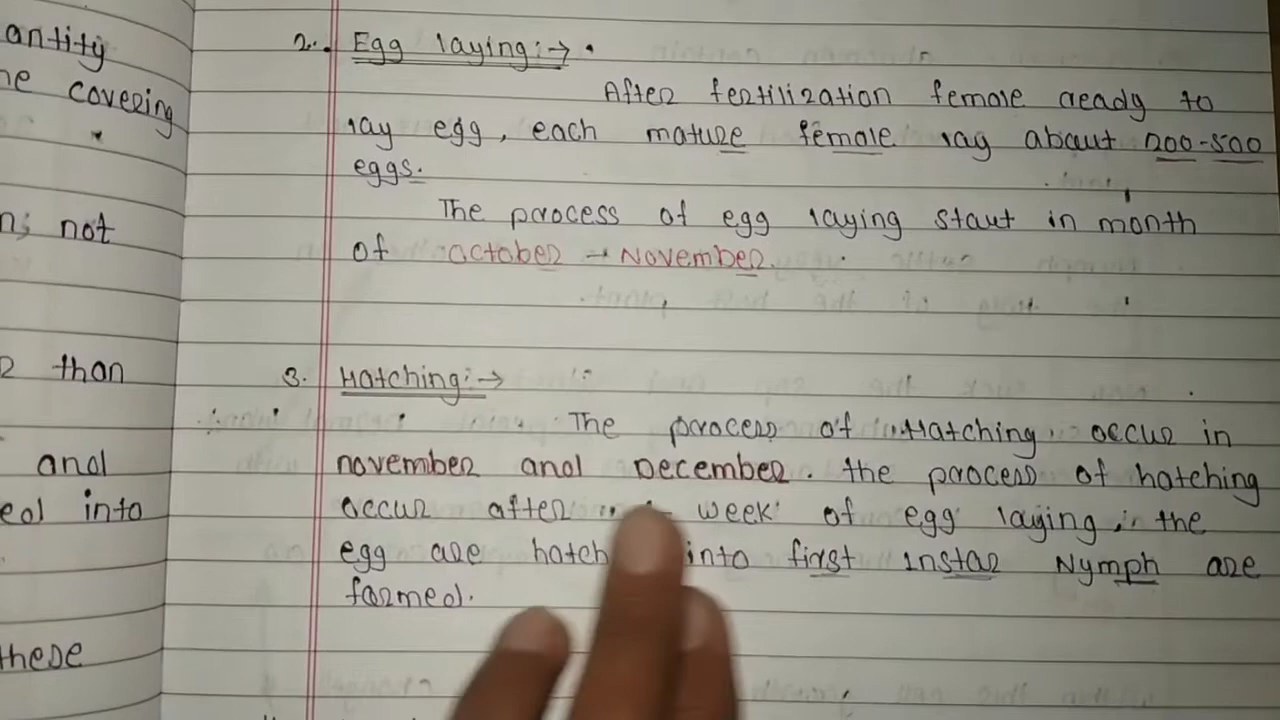 antity
he covering
n, not
than
and
ed into
these
2. Egg laying:→
After fertilization female ready to
lay egg, each mature female lay about 200-500
eggs.
The process of egg laying start in month
of October → November.
3. Hatching:→
The process of Hatching occur in
november and December. the process of hatching
occur after week of egg laying, in the
egg are hatch into first Instar Nymph are
formed.